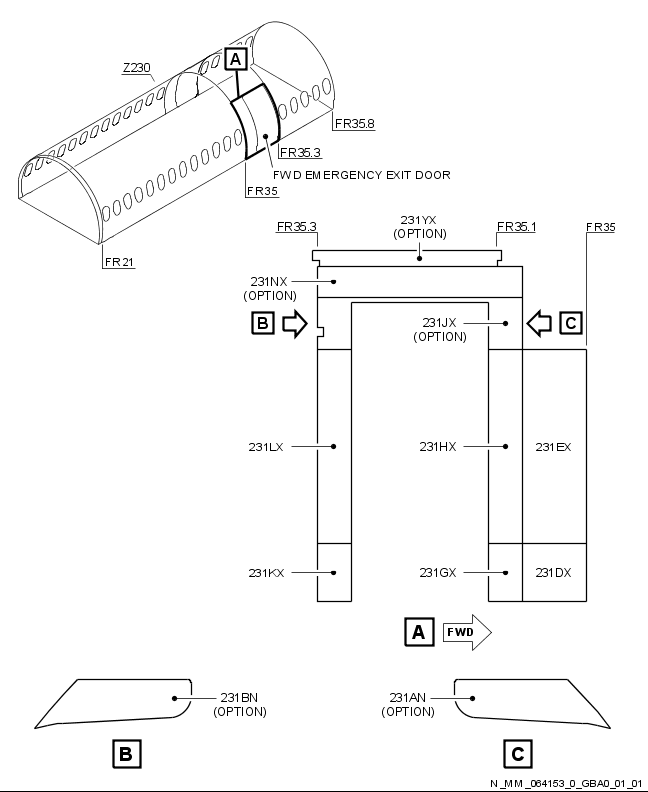 A
Z230
FR35.8
FR35.3
FWD EMERGENCY EXIT DOOR
FR35
FR21
FR35.3
231YX
(OPTION)
FR35.1
FR35
231NX
(OPTION)
B
231JX
(OPTION)
C
231LX
231HX
231EX
231KX
231GX
231DX
A
FWD
231BN
(OPTION)
231AN
(OPTION)
B
C
N_MM_064153_0_GBA0_01_01